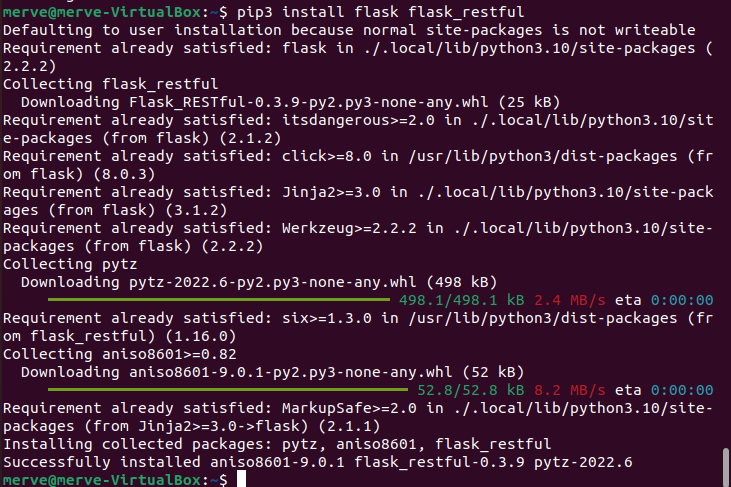 merve@merve-VirtualBox:~$ pip3 install flask flask_restful
Defaulting to user installation because normal site-packages is not writeable
Requirement already satisfied: flask in ./.local/lib/python3.10/site-packages (
2.2.2)
Collecting flask_restful
  Downloading Flask_RESTful-0.3.9-py2.py3-none-any.whl (25 kB)
Requirement already satisfied: itsdangerous>=2.0 in ./.local/lib/python3.10/sit
e-packages (from flask) (2.1.2)
Requirement already satisfied: click>=8.0 in /usr/lib/python3/dist-packages (fr
om flask) (8.0.3)
Requirement already satisfied: Jinja2>=3.0 in ./.local/lib/python3.10/site-pack
ages (from flask) (3.1.2)
Requirement already satisfied: Werkzeug>=2.2.2 in ./.local/lib/python3.10/site-
packages (from flask) (2.2.2)
Collecting pytz
  Downloading pytz-2022.6-py2.py3-none-any.whl (498 kB)
498.1/498.1 kB 2.4 MB/s eta 0:00:00
Requirement already satisfied: six>=1.3.0 in /usr/lib/python3/dist-packages (fr
om flask_restful) (1.16.0)
Collecting aniso8601>=0.82
  Downloading aniso8601-9.0.1-py2.py3-none-any.whl (52 kB)
52.8/52.8 kB 8.2 MB/s eta 0:00:00
Requirement already satisfied: MarkupSafe>=2.0 in ./.local/lib/python3.10/site-
packages (from Jinja2>=3.0->flask) (2.1.1)
Installing collected packages: pytz, aniso8601, flask_restful
Successfully installed aniso8601-9.0.1 flask_restful-0.3.9 pytz-2022.6
merve@merve-VirtualBox:~$